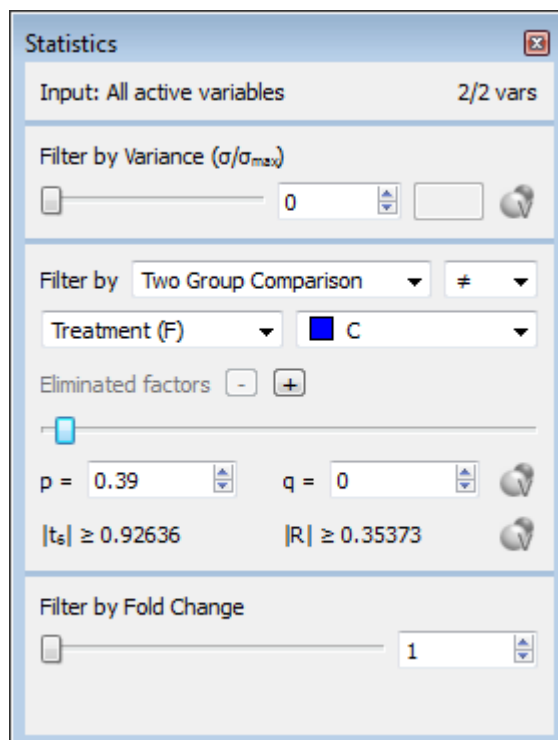 Statistics
Input: All active variables 2/2 vars
Filter by Variance (σ/σmax)
0
Filter by Two Group Comparison ≠
Treatment (F) C
Eliminated factors - +
p = 0.39 q = 0
|t₆| ≥ 0.92636 |R| ≥ 0.35373
Filter by Fold Change
1